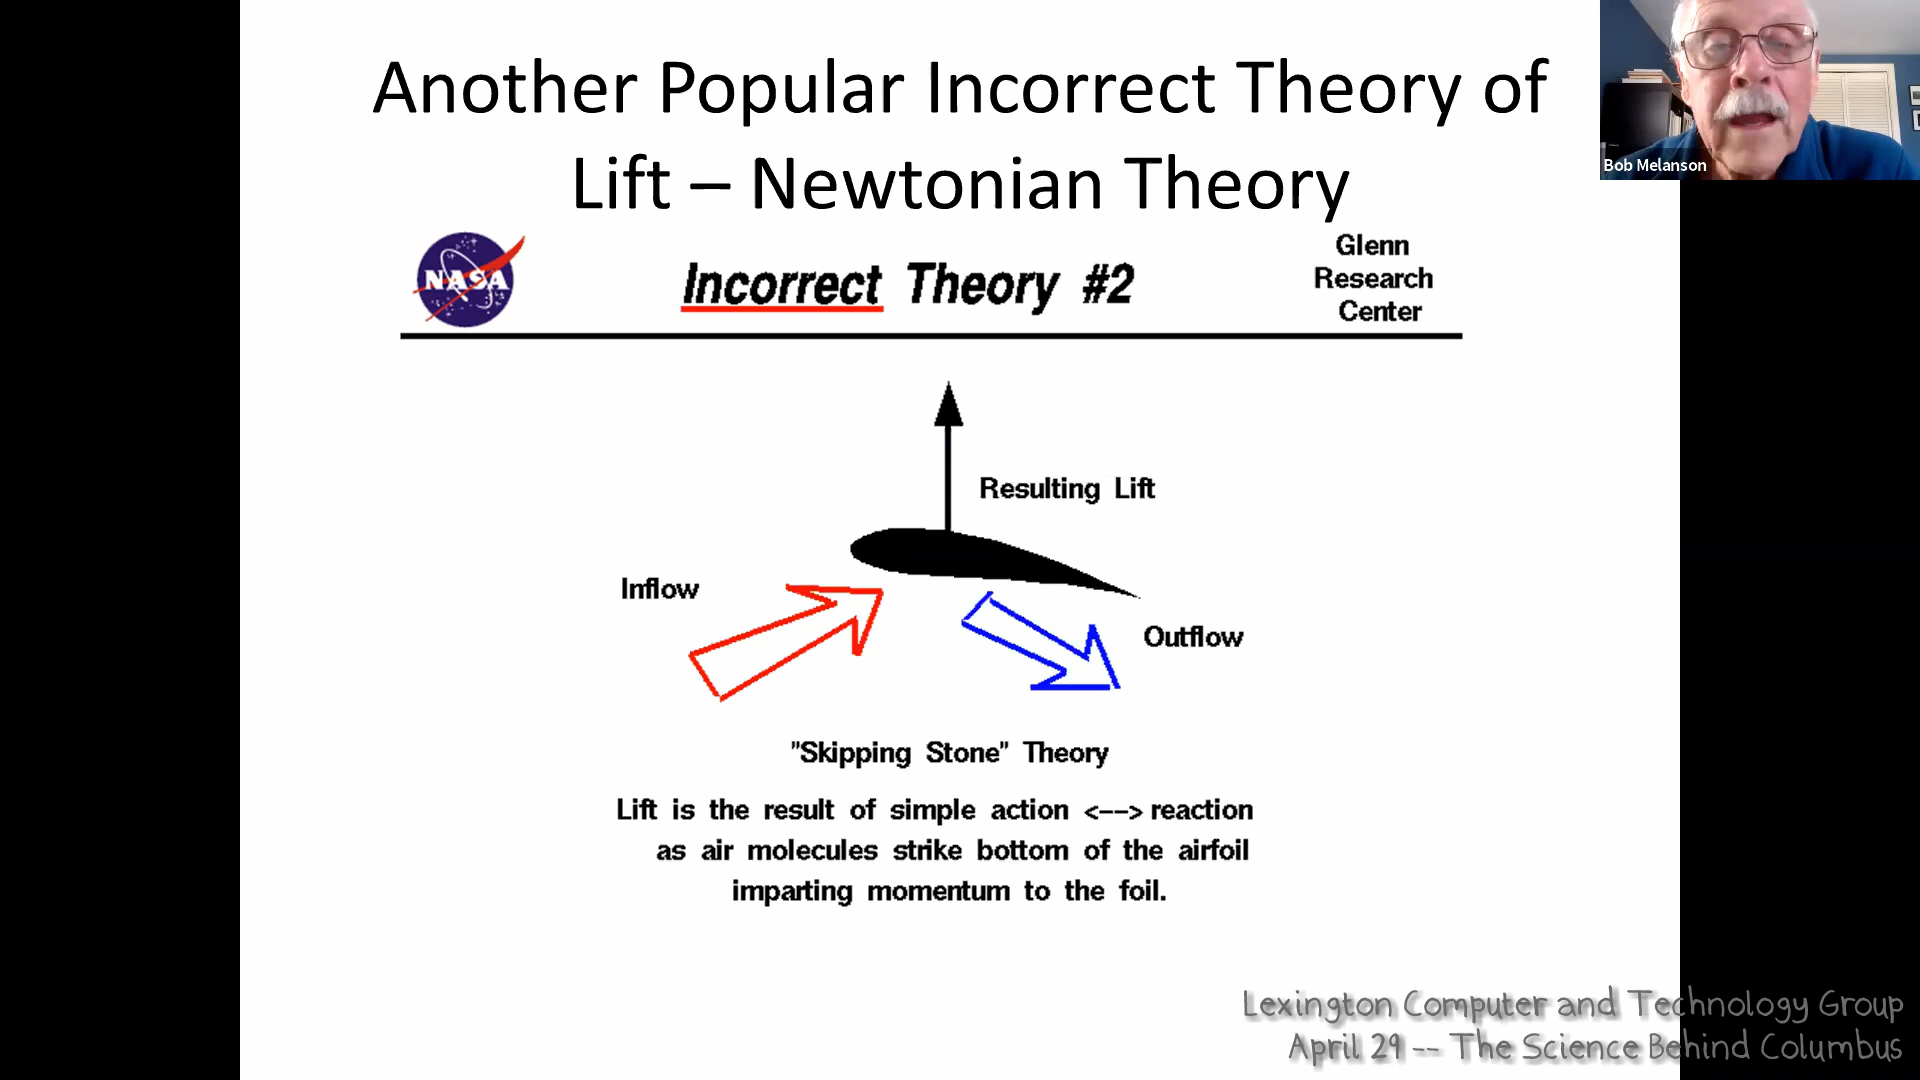 Another Popular Incorrect Theory of
Lift – Newtonian Theory
Bob Melanson
NASA
Incorrect Theory #2
Glenn
Research
Center
Resulting Lift
Inflow
Outflow
"Skipping Stone" Theory
Lift is the result of simple action <--> reaction
as air molecules strike bottom of the airfoil
imparting momentum to the foil.
Lexington Computer and Technology Group
April 29 -- The Science Behind Columbus